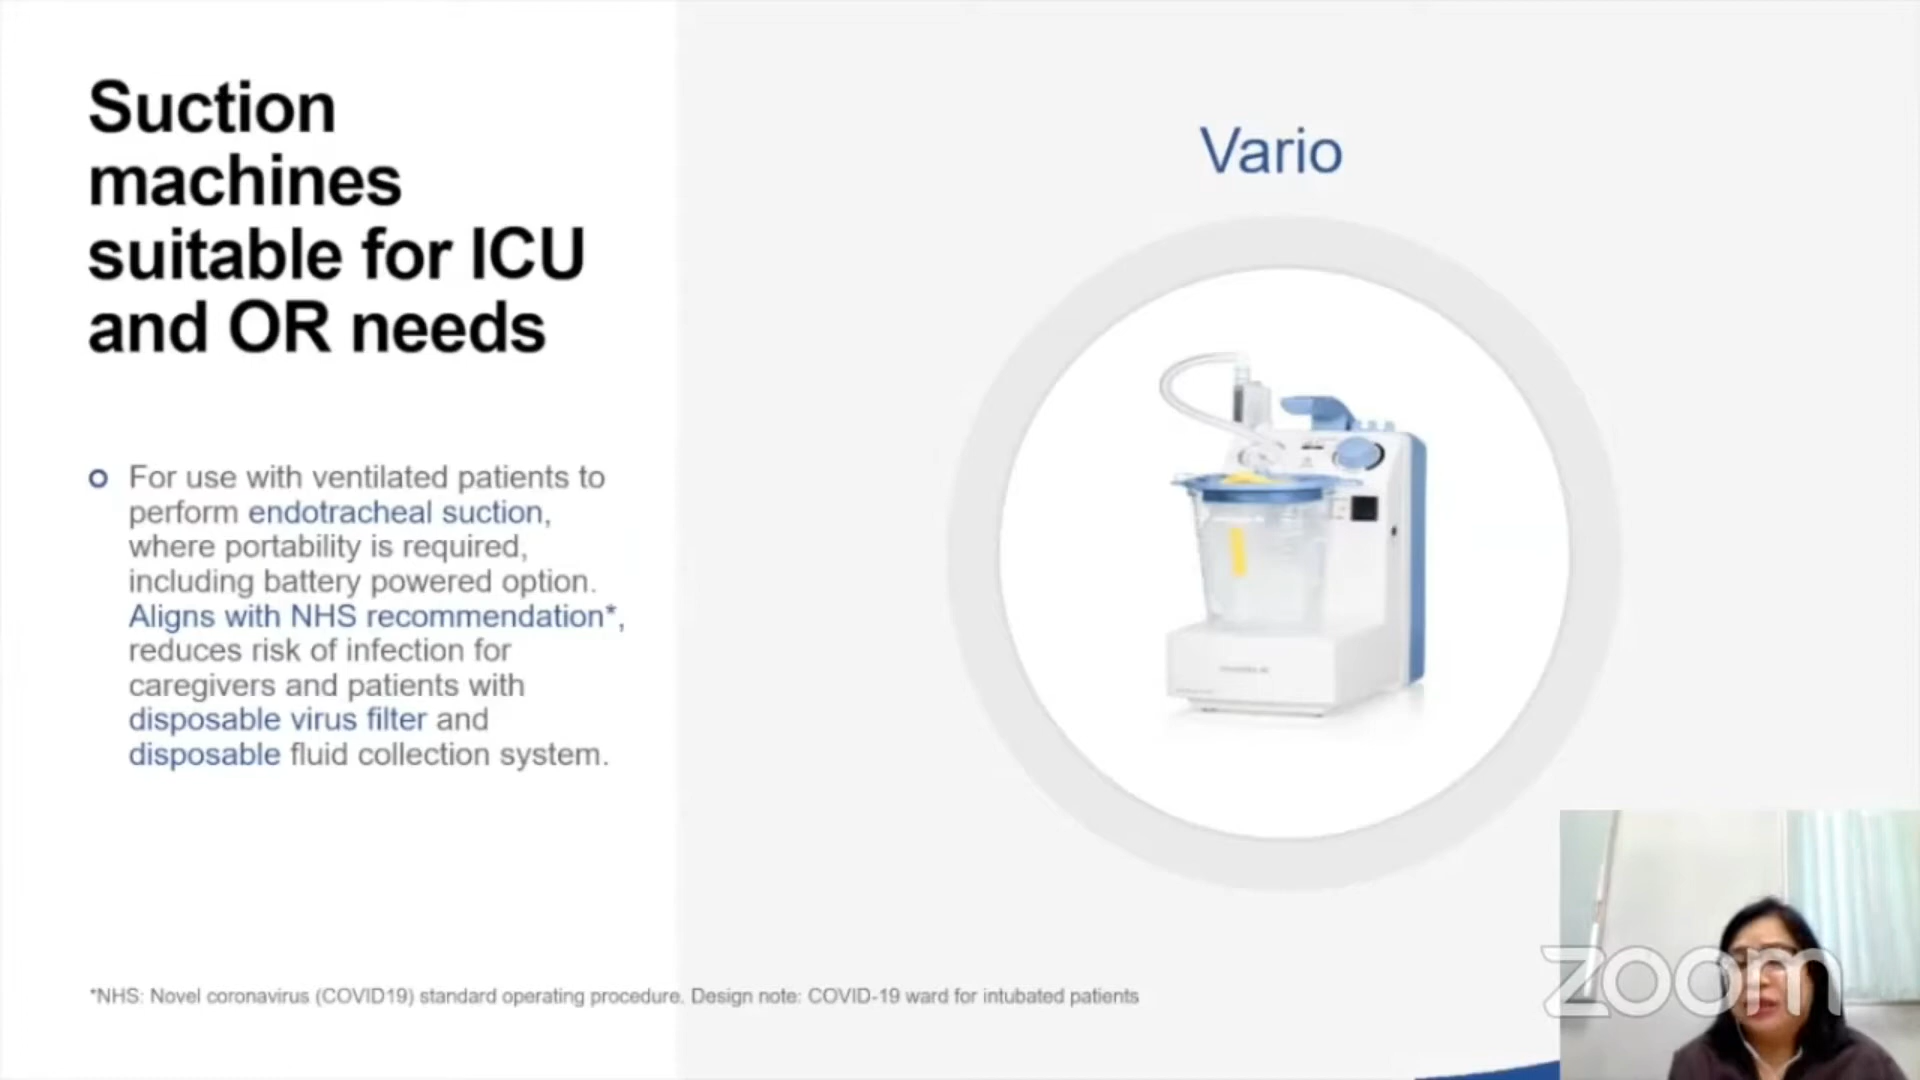 Suction
machines
suitable for ICU
and OR needs
For use with ventilated patients to
perform endotracheal suction,
where portability is required,
including battery powered option.
Aligns with NHS recommendation*,
reduces risk of infection for
caregivers and patients with
disposable virus filter and
disposable fluid collection system.
Vario
*NHS: Novel coronavirus (COVID19) standard operating procedure. Design note: COVID-19 ward for intubated patients
zoom